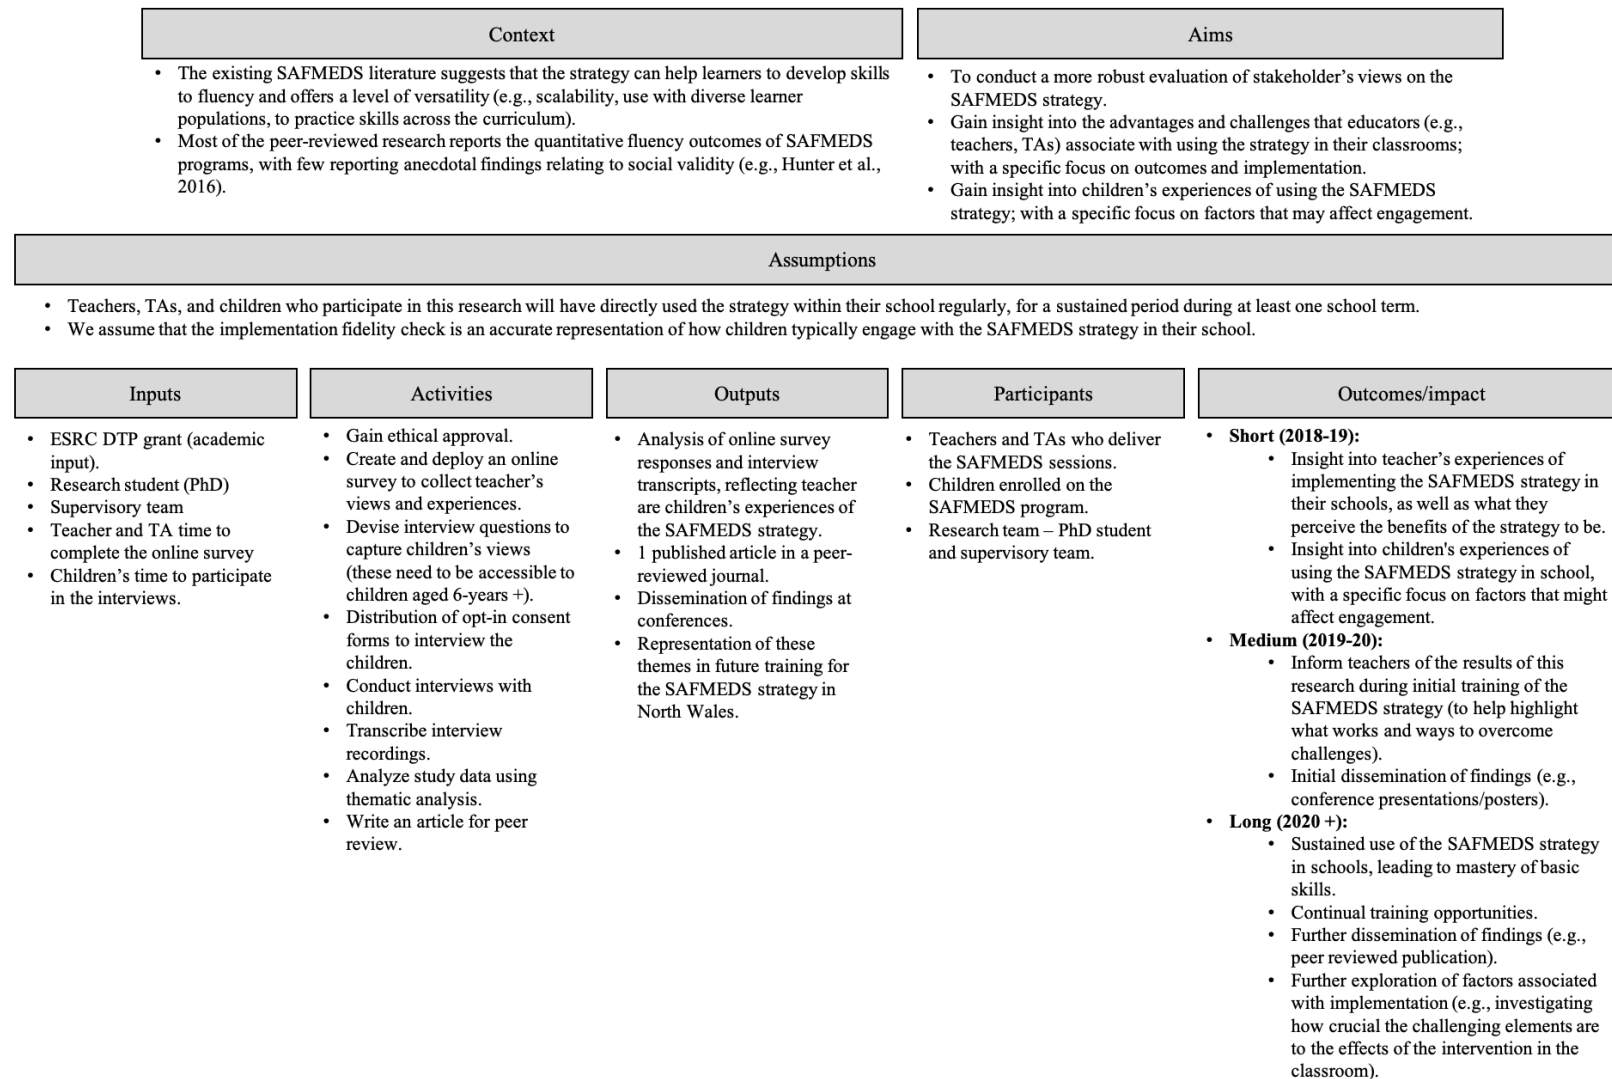 Context
• The existing SAFMEDS literature suggests that the strategy can help learners to develop skills
to fluency and offers a level of versatility (e.g., scalability, use with diverse learner
populations, to practice skills across the curriculum).
• Most of the peer-reviewed research reports the quantitative fluency outcomes of SAFMEDS
programs, with few reporting anecdotal findings relating to social validity (e.g., Hunter et al.,
2016).
Aims
• To conduct a more robust evaluation of stakeholder’s views on the
SAFMEDS strategy.
• Gain insight into the advantages and challenges that educators (e.g.,
teachers, TAs) associate with using the strategy in their classrooms;
with a specific focus on outcomes and implementation.
• Gain insight into children’s experiences of using the SAFMEDS
strategy; with a specific focus on factors that may affect engagement.
Assumptions
• Teachers, TAs, and children who participate in this research will have directly used the strategy within their school regularly, for a sustained period during at least one school term.
• We assume that the implementation fidelity check is an accurate representation of how children typically engage with the SAFMEDS strategy in their school.
Inputs
• ESRC DTP grant (academic
input).
• Research student (PhD)
• Supervisory team
• Teacher and TA time to
complete the online survey
• Children’s time to participate
in the interviews.
Activities
• Gain ethical approval.
• Create and deploy an online
survey to collect teacher’s
views and experiences.
• Devise interview questions to
capture children’s views
(these need to be accessible to
children aged 6-years +).
• Distribution of opt-in consent
forms to interview the
children.
• Conduct interviews with
children.
• Transcribe interview
recordings.
• Analyze study data using
thematic analysis.
• Write an article for peer
review.
Outputs
• Analysis of online survey
responses and interview
transcripts, reflecting teacher
are children’s experiences of
the SAFMEDS strategy.
• 1 published article in a peer-
reviewed journal.
• Dissemination of findings at
conferences.
• Representation of these
themes in future training for
the SAFMEDS strategy in
North Wales.
Participants
• Teachers and TAs who deliver
the SAFMEDS sessions.
• Children enrolled on the
SAFMEDS program.
• Research team – PhD student
and supervisory team.
Outcomes/impact
• Short (2018-19):
• Insight into teacher’s experiences of
implementing the SAFMEDS strategy in
their schools, as well as what they
perceive the benefits of the strategy to be.
• Insight into children's experiences of
using the SAFMEDS strategy in school,
with a specific focus on factors that might
affect engagement.
• Medium (2019-20):
• Inform teachers of the results of this
research during initial training of the
SAFMEDS strategy (to help highlight
what works and ways to overcome
challenges).
• Initial dissemination of findings (e.g.,
conference presentations/posters).
• Long (2020 +):
• Sustained use of the SAFMEDS strategy
in schools, leading to mastery of basic
skills.
• Continual training opportunities.
• Further dissemination of findings (e.g.,
peer reviewed publication).
• Further exploration of factors associated
with implementation (e.g., investigating
how crucial the challenging elements are
to the effects of the intervention in the
classroom).